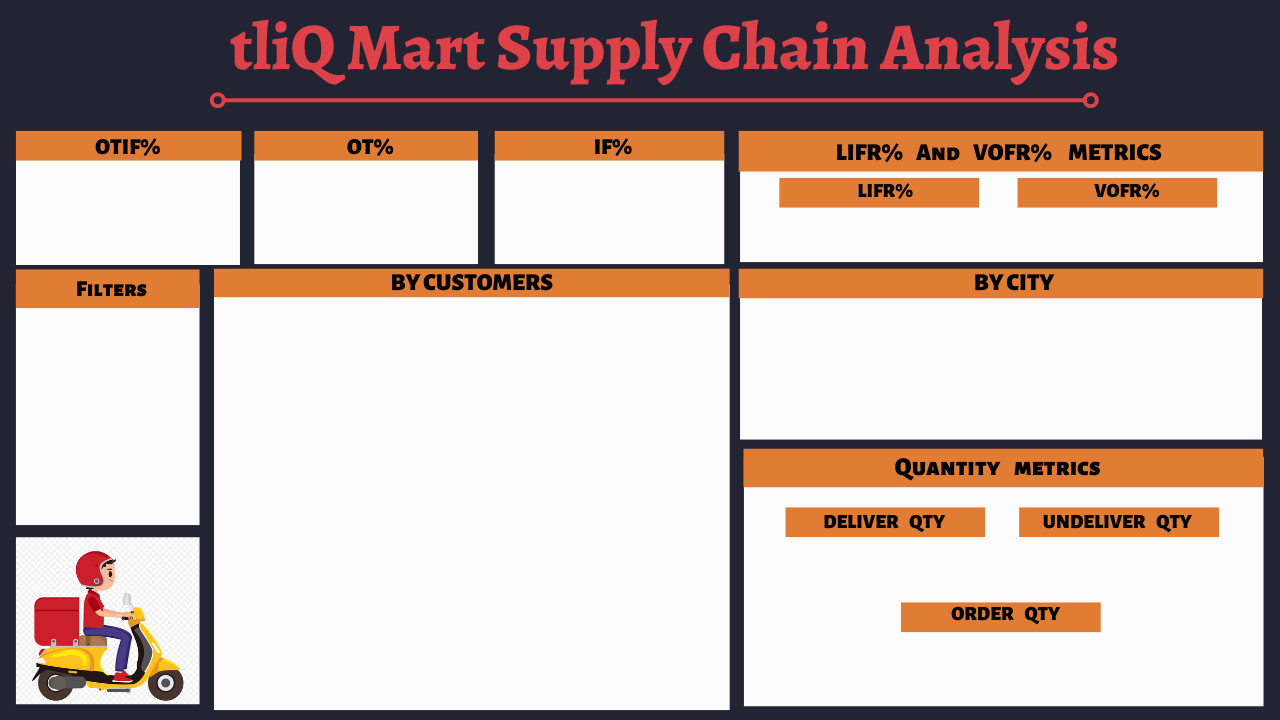 tliQ Mart Supply Chain Analysis
OTIF%
OT%
IF%
LIFR% And VOFR% METRICS
LIFR%
VOFR%
Filters
BY CUSTOMERS
BY CITY
Quantity metrics
DELIVER QTY
UNDELIVER QTY
ORDER QTY